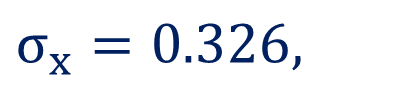 σₓ = 0.326,